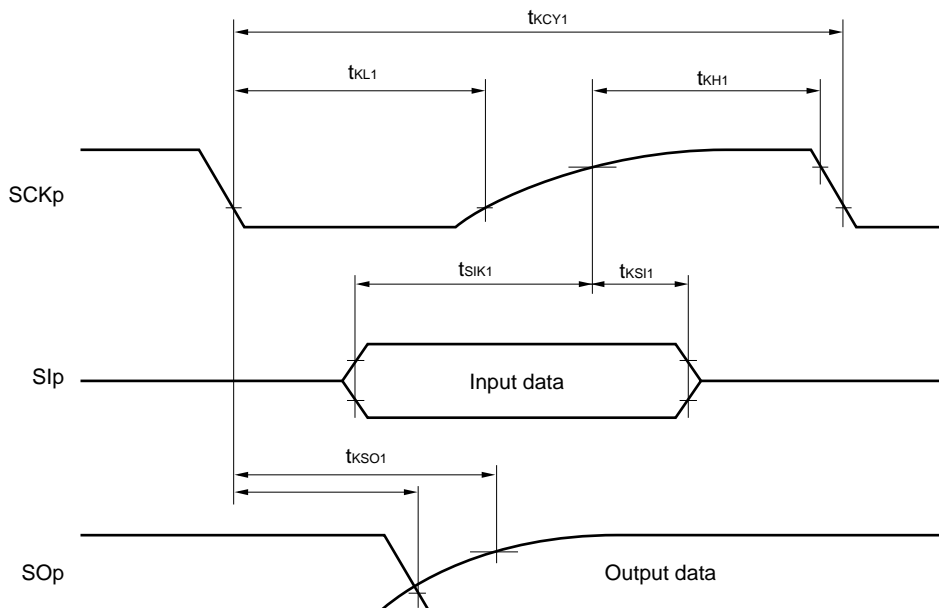 tKCY1
tKL1
tKH1
SCKp
tSIK1
tKSI1
SIp
Input data
tKSO1
SOp
Output data